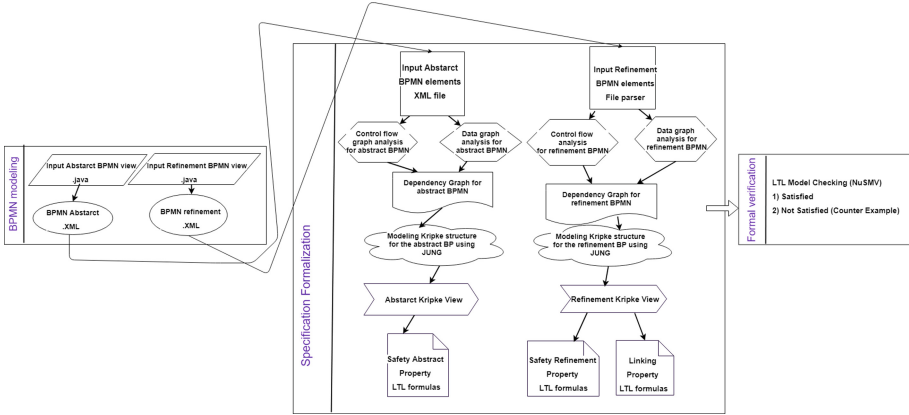 BPMN modeling
Input Abstarct BPMN view
.java
Input Refinement BPMN view
.java
BPMN Abstarct
.XML
BPMN refinement
.XML
Specification Formalization
Input Abstarct
BPMN elements
XML file
Control flow
graph analysis
for abstract BPMN
Data graph
analysis
for abstract BPMN
Dependency Graph for
abstract BPMN
Modeling Kripke structure
for the abstract BP using
JUNG
Abstarct Kripke View
Safety Abstract
Property
LTL formulas
Input Refinement
BPMN elements
File parser
Control flow
analysis
for refinement BPMN
Data graph
analysis for
refinement BPMN
Dependency Graph for
refinement BPMN
Modeling Kripke structure
for the refinement BP using
JUNG
Refinement Kripke View
Safety Refinement
Property
LTL formulas
Linking
Property
LTL formulas
Formal verification
LTL Model Checking (NuSMV)
1) Satisfied
2) Not Satisfied (Counter Example)